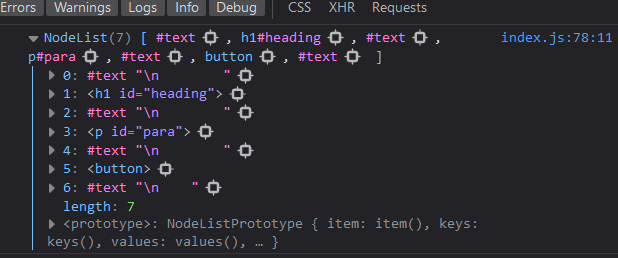 Errors Warnings Logs Info Debug CSS XHR Requests
NodeList(7) [ #text , h1#heading , #text , index.js:78:11
p#para , #text , button , #text ]
0: #text "\n        "
1: <h1 id="heading">
2: #text "\n        "
3: <p id="para">
4: #text "\n        "
5: <button>
6: #text "\n    "
length: 7
<prototype>: NodeListPrototype { item: item(), keys:
keys(), values: values(), … }